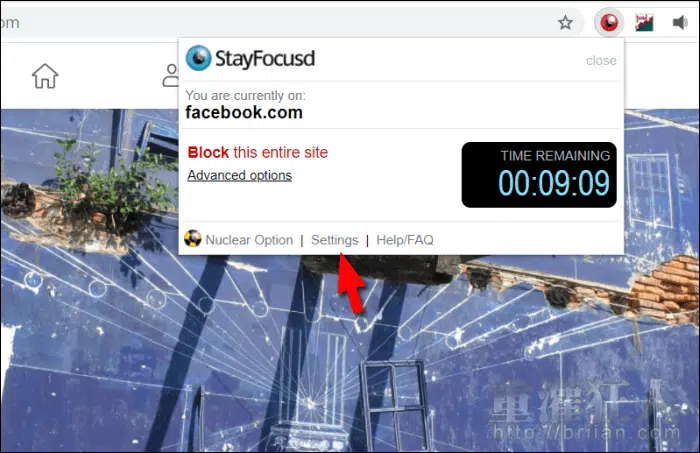 om
StayFocusd
close
You are currently on:
facebook.com
Block this entire site
Advanced options
TIME REMAINING
00:09:09
Nuclear Option | Settings | Help/FAQ
重灌狂人
http://briian.com